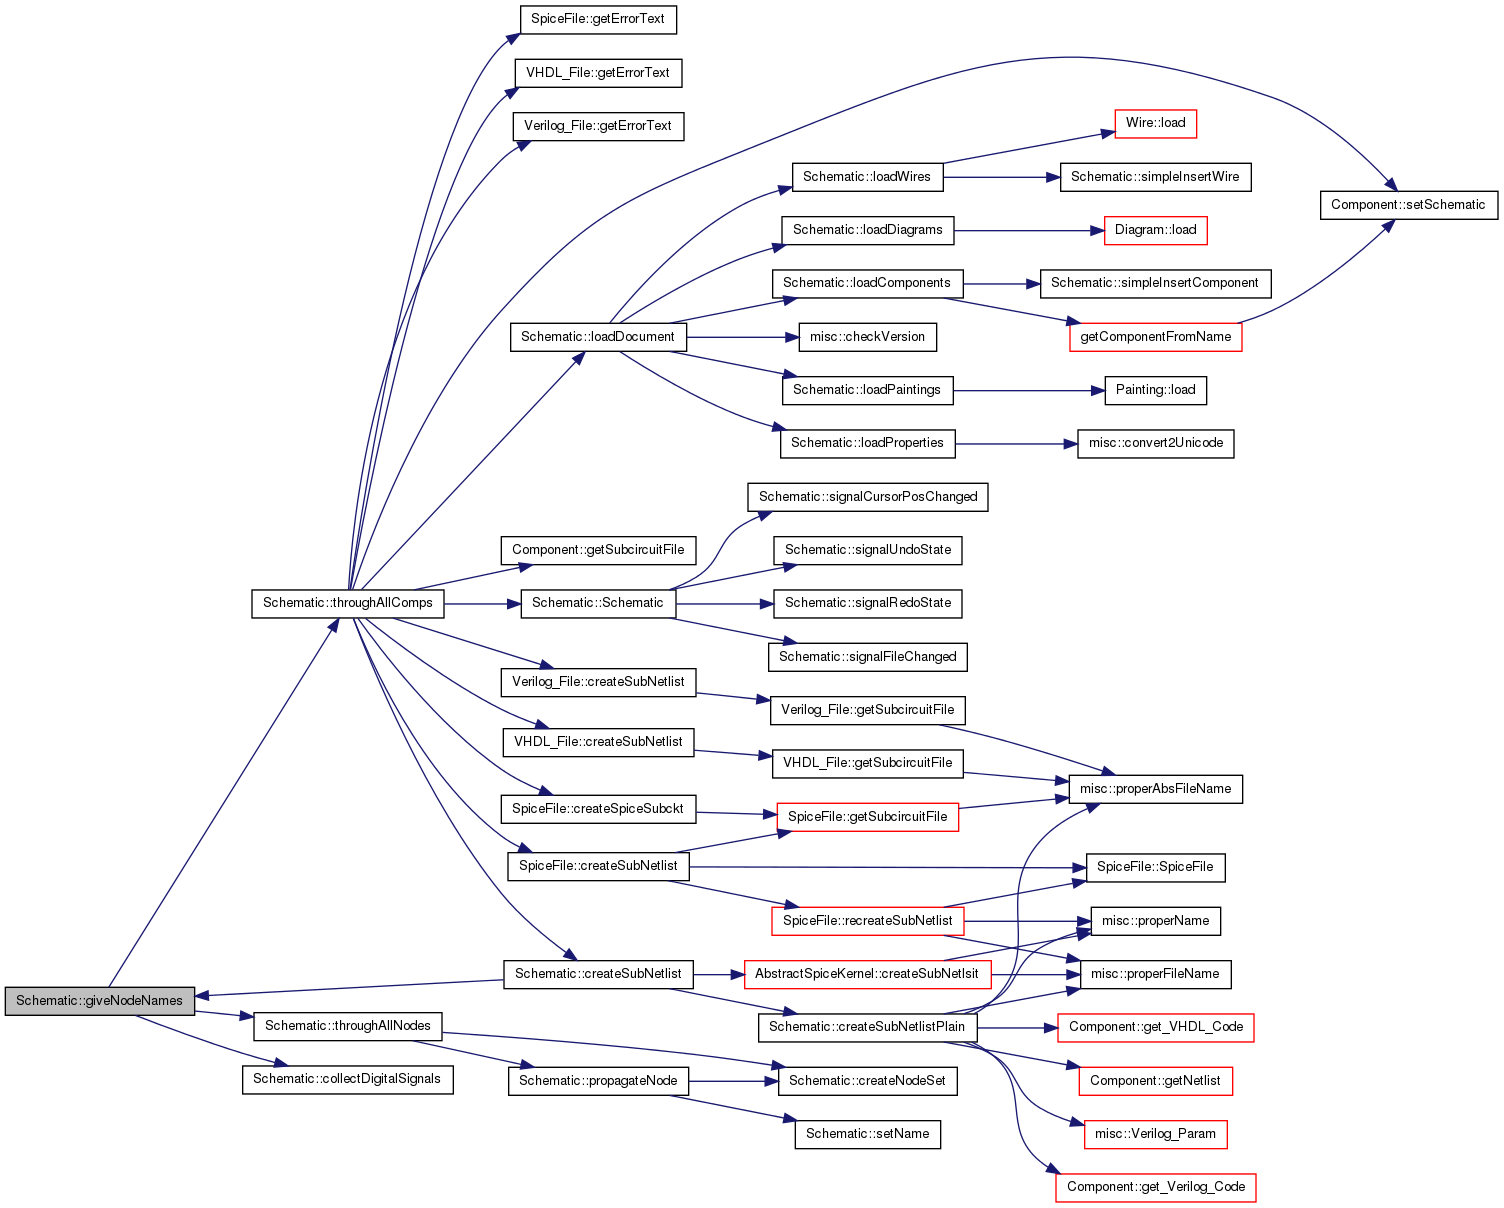 SpiceFile::getErrorText
VHDL_File::getErrorText
Verilog_File::getErrorText
Wire::load
Schematic::loadWires
Schematic::simpleInsertWire
Component::setSchematic
Schematic::loadDiagrams
Diagram::load
Schematic::loadComponents
Schematic::simpleInsertComponent
Schematic::loadDocument
misc::checkVersion
getComponentFromName
Schematic::loadPaintings
Painting::load
Schematic::loadProperties
misc::convert2Unicode
Schematic::signalCursorPosChanged
Component::getSubcircuitFile
Schematic::signalUndoState
Schematic::throughAllComps
Schematic::Schematic
Schematic::signalRedoState
Schematic::signalFileChanged
Verilog_File::createSubNetlist
Verilog_File::getSubcircuitFile
VHDL_File::createSubNetlist
VHDL_File::getSubcircuitFile
misc::properAbsFileName
SpiceFile::createSpiceSubckt
SpiceFile::getSubcircuitFile
SpiceFile::createSubNetlist
SpiceFile::SpiceFile
SpiceFile::recreateSubNetlist
misc::properName
Schematic::createSubNetlist
AbstractSpiceKernel::createSubNetlsit
misc::properFileName
Schematic::giveNodeNames
Schematic::throughAllNodes
Schematic::createSubNetlistPlain
Component::get_VHDL_Code
Schematic::collectDigitalSignals
Schematic::propagateNode
Schematic::createNodeSet
Component::getNetlist
Schematic::setName
misc::Verilog_Param
Component::get_Verilog_Code